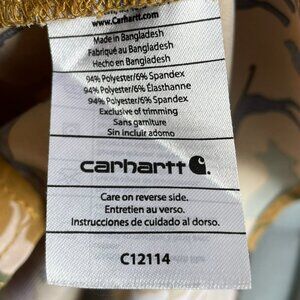 www.Carhartt.com
Made in Bangladesh
Fabriqué au Bangladesh
Hecho en Bangladesh
94% Polyester/6% Spandex
94% Polyester/6% Élasthanne
94% Polyester/6% Spandex
Exclusive of trimming
Sans garniture
Sin incluir adorno
carhartt
Care on reverse side.
Entretien au verso.
Instrucciones de cuidado al dorso.
C12114